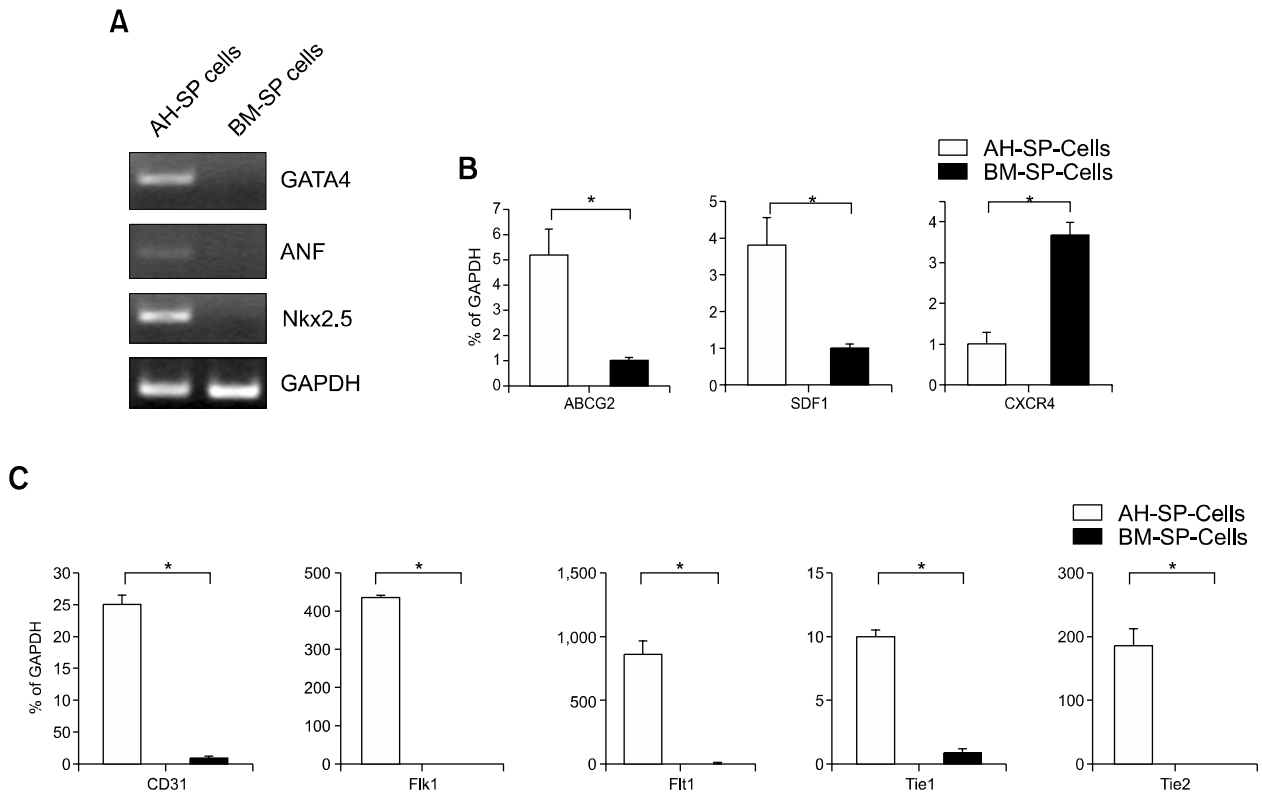 A
AH-SP cells
BM-SP cells
GATA4
ANF
Nkx2.5
GAPDH
B
AH-SP-Cells
BM-SP-Cells
% of GAPDH
7
6
5
4
3
2
1
0
*
ABCG2
5
4
3
2
1
0
*
SDF1
4
3
2
1
0
*
CXCR4
C
AH-SP-Cells
BM-SP-Cells
% of GAPDH
30
25
20
15
10
50
0
*
CD31
500
400
300
200
100
0
*
Flk1
1,500
1,000
500
0
*
Flt1
15
10
5
0
*
Tie1
300
200
100
0
*
Tie2